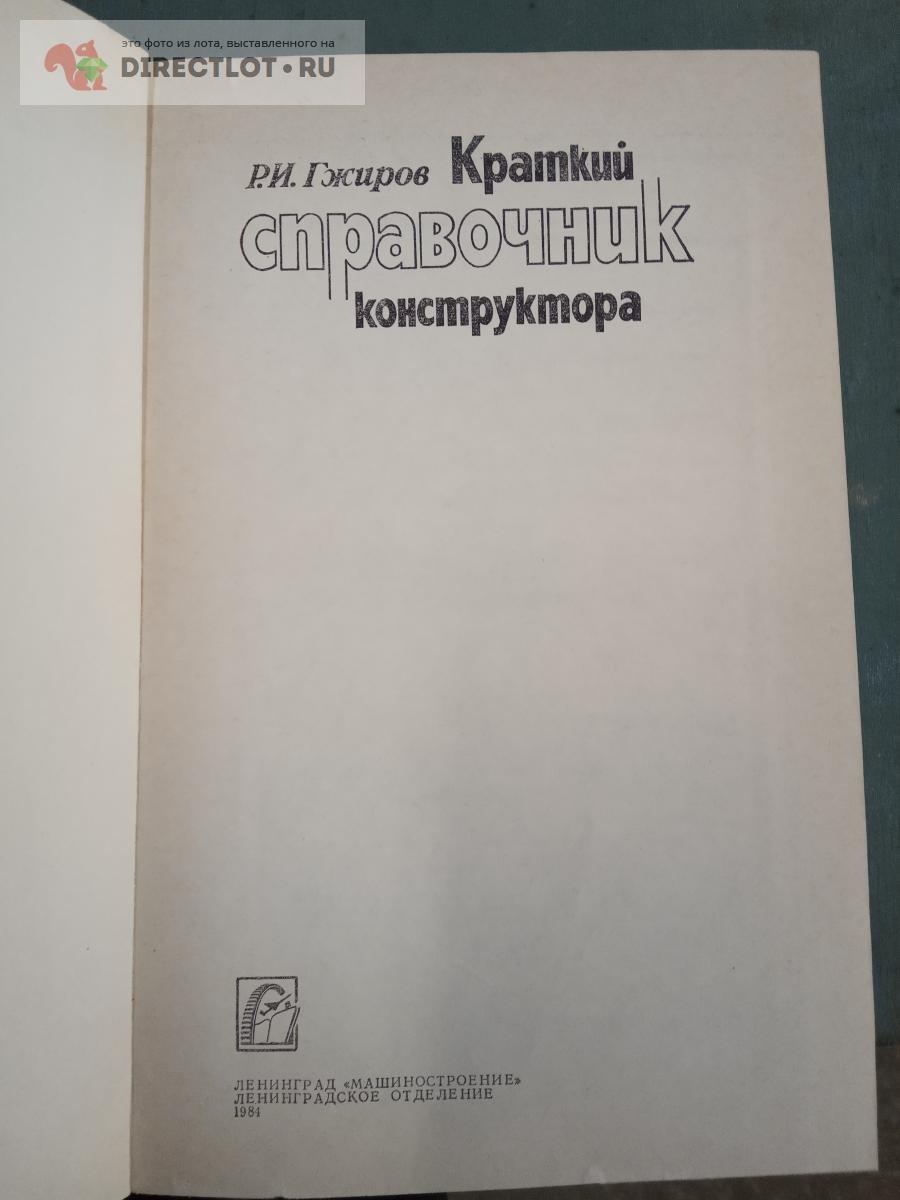 это фото из лота, выставленного на
DIRECTLOT.RU
Р.И. Гжиров Краткий
справочник
конструктора
ЛЕНИНГРАД «МАШИНОСТРОЕНИЕ»
ЛЕНИНГРАДСКОЕ ОТДЕЛЕНИЕ
1984